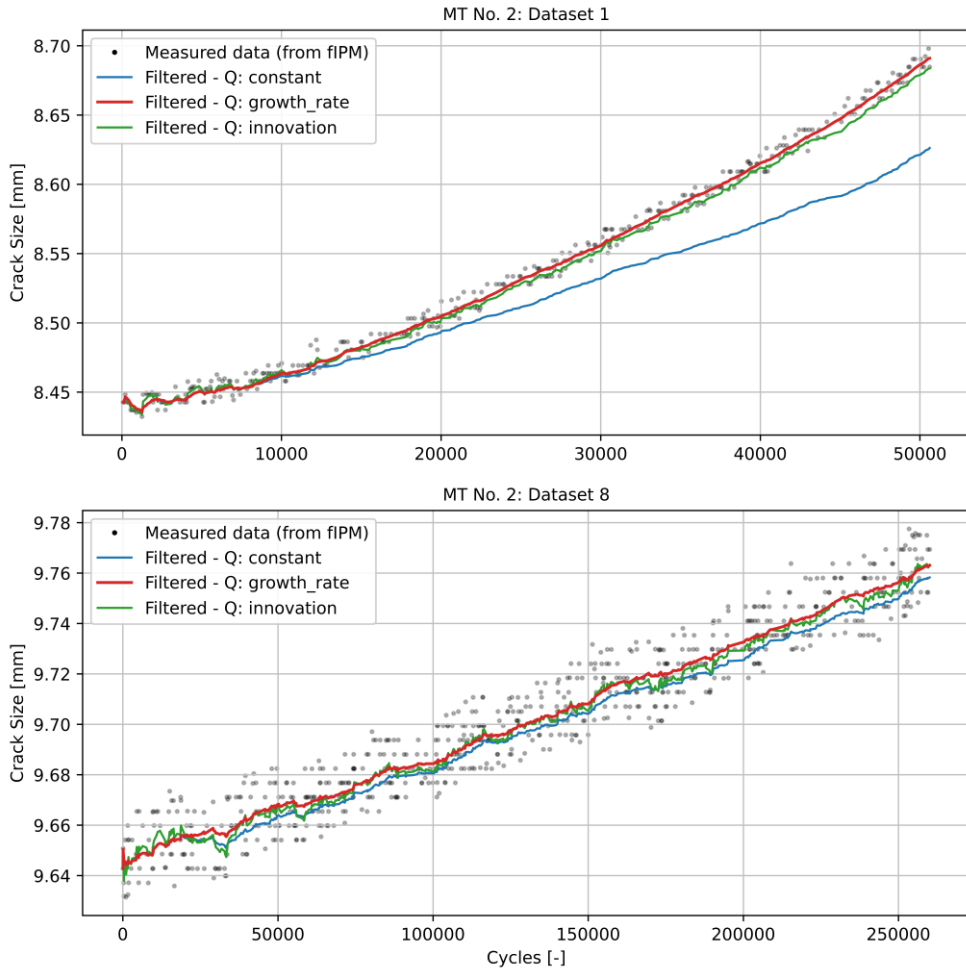 MT No. 2: Dataset 1
8.70
8.65
8.60
8.55
8.50
8.45
Crack Size [mm]
Measured data (from fIPM)
Filtered - Q: constant
Filtered - Q: growth_rate
Filtered - Q: innovation
0 10000 20000 30000 40000 50000
MT No. 2: Dataset 8
9.78
9.76
9.74
9.72
9.70
9.68
9.66
9.64
Crack Size [mm]
Measured data (from fIPM)
Filtered - Q: constant
Filtered - Q: growth_rate
Filtered - Q: innovation
0 50000 100000 150000 200000 250000
Cycles [-]